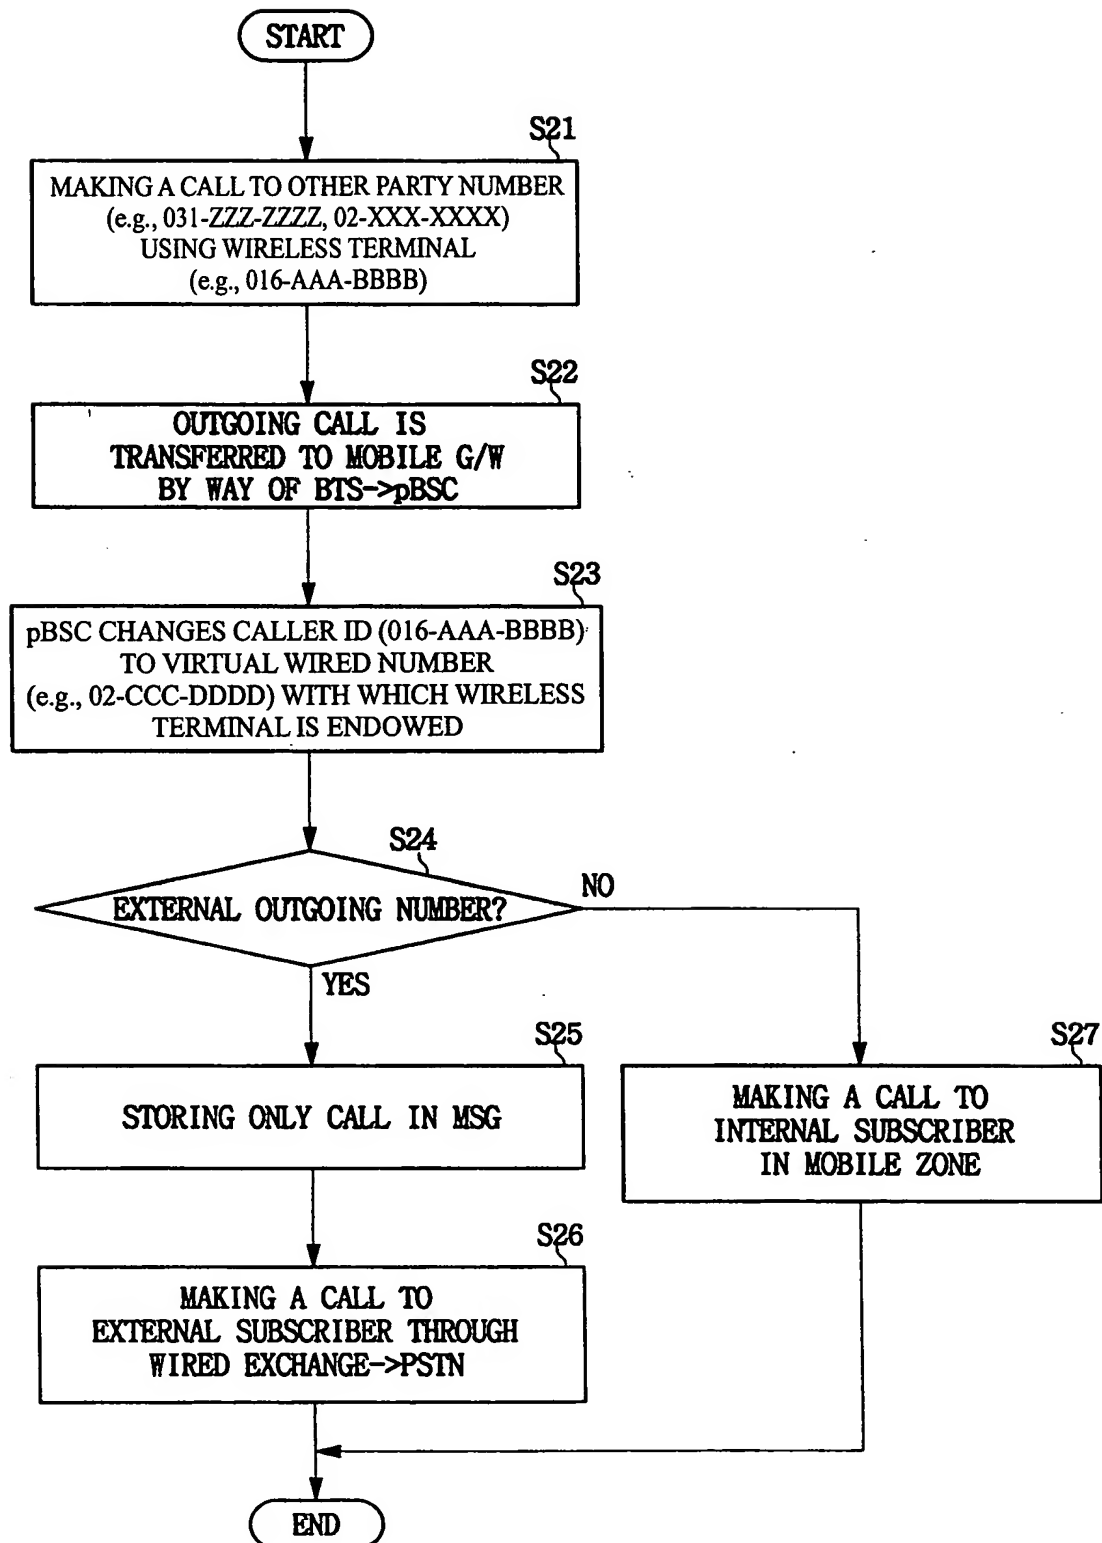 START
S21
MAKING A CALL TO OTHER PARTY NUMBER
(e.g., 031-ZZZ-ZZZZ, 02-XXX-XXXX)
USING WIRELESS TERMINAL
(e.g., 016-AAA-BBBB)
S22
OUTGOING CALL IS
TRANSFERRED TO MOBILE G/W
BY WAY OF BTS->pBSC
S23
pBSC CHANGES CALLER ID (016-AAA-BBBB)
TO VIRTUAL WIRED NUMBER
(e.g., 02-CCC-DDDD) WITH WHICH WIRELESS
TERMINAL IS ENDOWED
S24
EXTERNAL OUTGOING NUMBER?
NO
YES
S25
STORING ONLY CALL IN MSG
S27
MAKING A CALL TO
INTERNAL SUBSCRIBER
IN MOBILE ZONE
S26
MAKING A CALL TO
EXTERNAL SUBSCRIBER THROUGH
WIRED EXCHANGE->PSTN
END